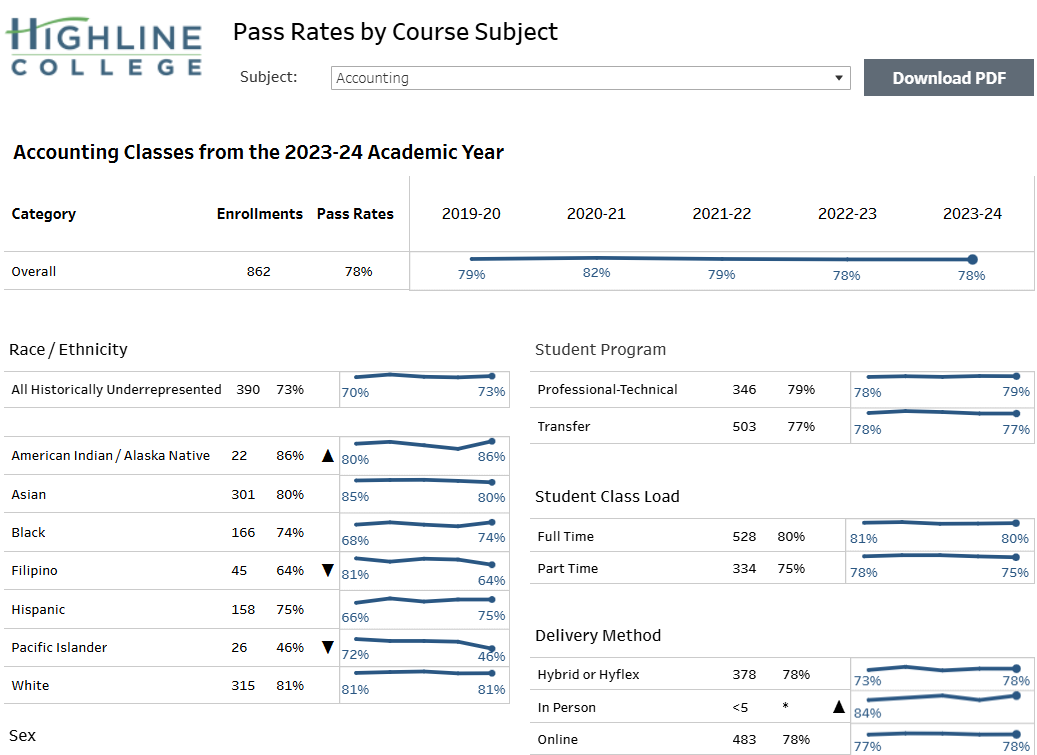 HIGHLINE
COLLEGE
Pass Rates by Course Subject
Subject: Accounting
Download PDF
Accounting Classes from the 2023-24 Academic Year
Category Enrollments Pass Rates 2019-20 2020-21 2021-22 2022-23 2023-24
Overall 862 78% 79% 82% 79% 78% 78%
Race / Ethnicity
All Historically Underrepresented 390 73% 70% 73%
American Indian / Alaska Native 22 86% ▲ 80% 86%
Asian 301 80% 85% 80%
Black 166 74% 68% 74%
Filipino 45 64% ▼ 81% 64%
Hispanic 158 75% 66% 75%
Pacific Islander 26 46% ▼ 72% 46%
White 315 81% 81% 81%
Sex
Student Program
Professional-Technical 346 79% 78% 79%
Transfer 503 77% 78% 77%
Student Class Load
Full Time 528 80% 81% 80%
Part Time 334 75% 78% 75%
Delivery Method
Hybrid or Hyflex 378 78% 73% 78%
In Person <5 * ▲ 84%
Online 483 78% 77% 78%